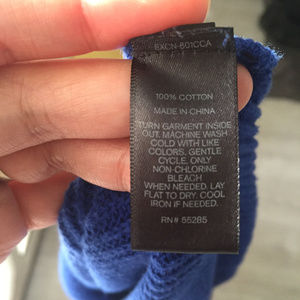 EXCN-601CCA
100% COTTON
MADE IN CHINA
TURN GARMENT INSIDE
OUT. MACHINE WASH
COLD WITH LIKE
COLORS, GENTLE
CYCLE. ONLY
NON-CHLORINE
BLEACH
WHEN NEEDED. LAY
FLAT TO DRY. COOL
IRON IF NEEDED.
RN# 55285